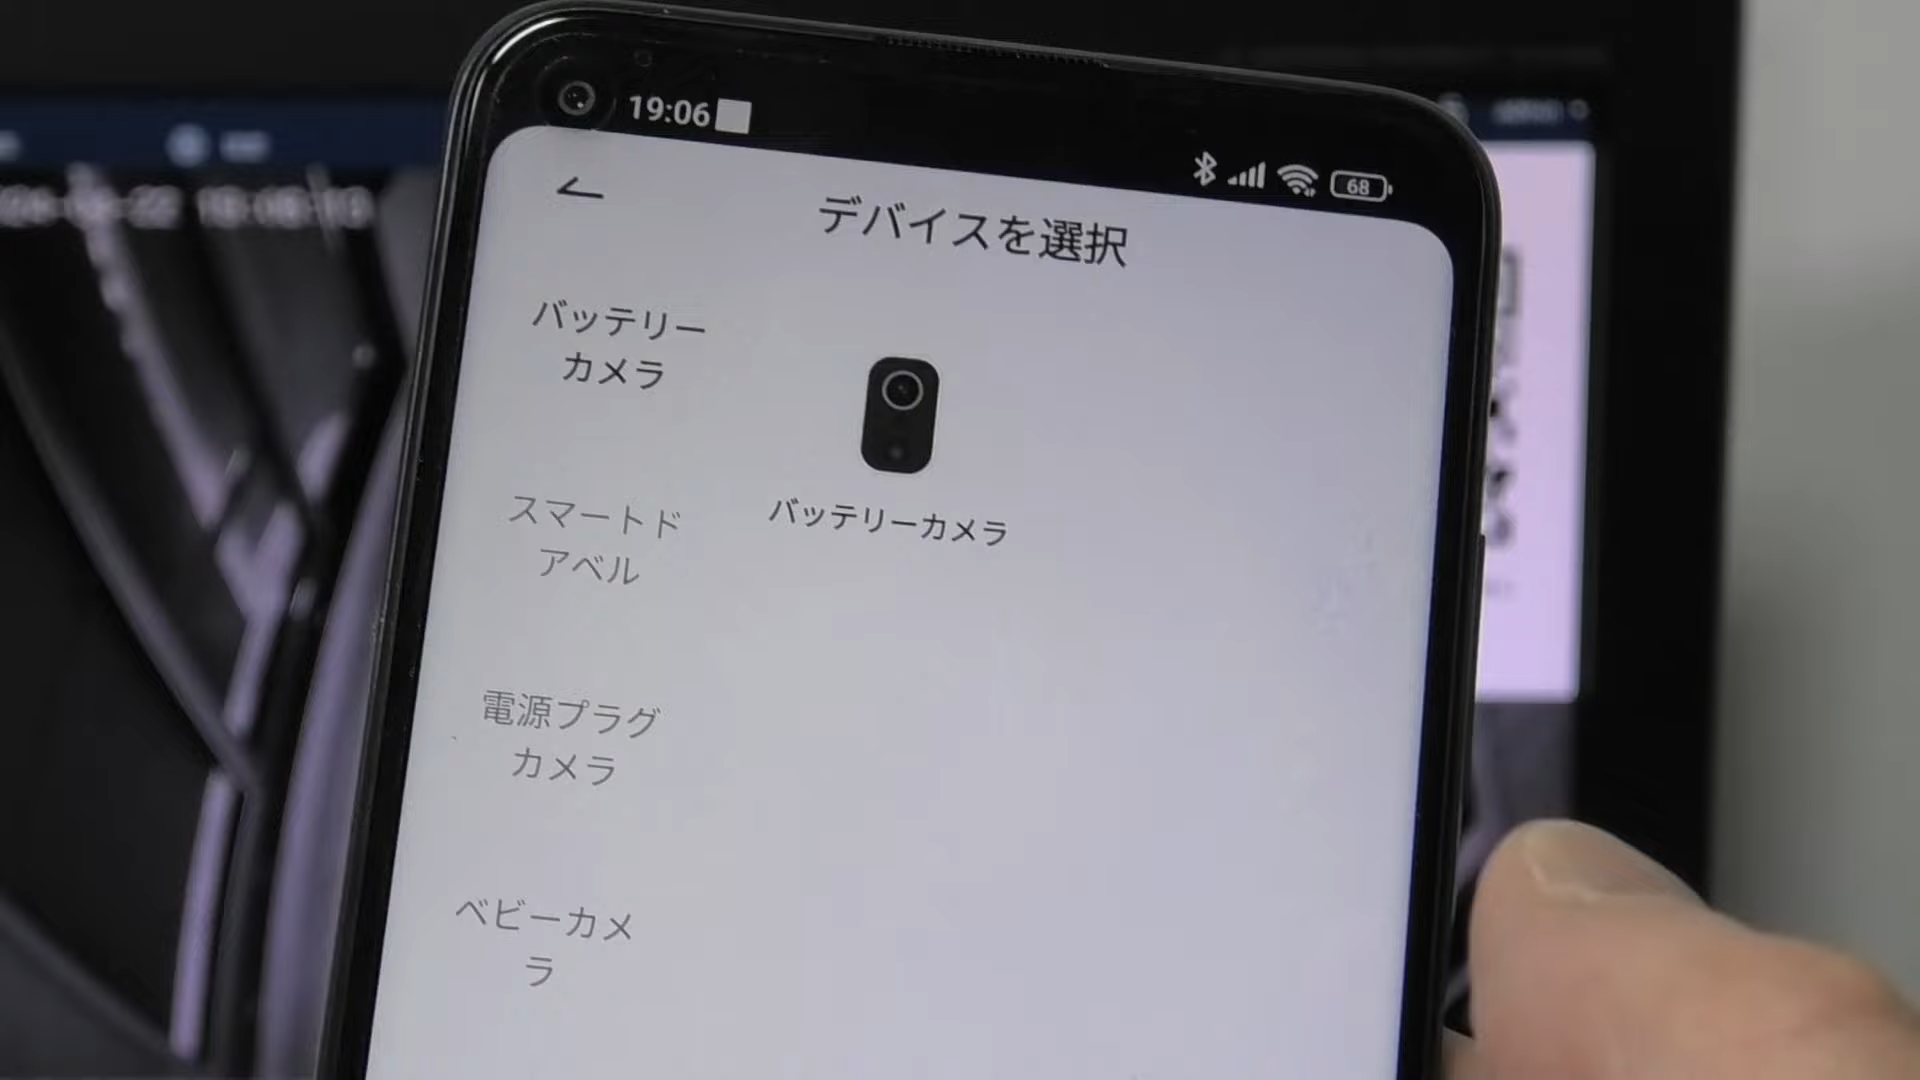 19:06
68
デバイスを選択
バッテリー
カメラ
バッテリーカメラ
スマートド
アベル
電源プラグ
カメラ
ベビーカメ
ラ